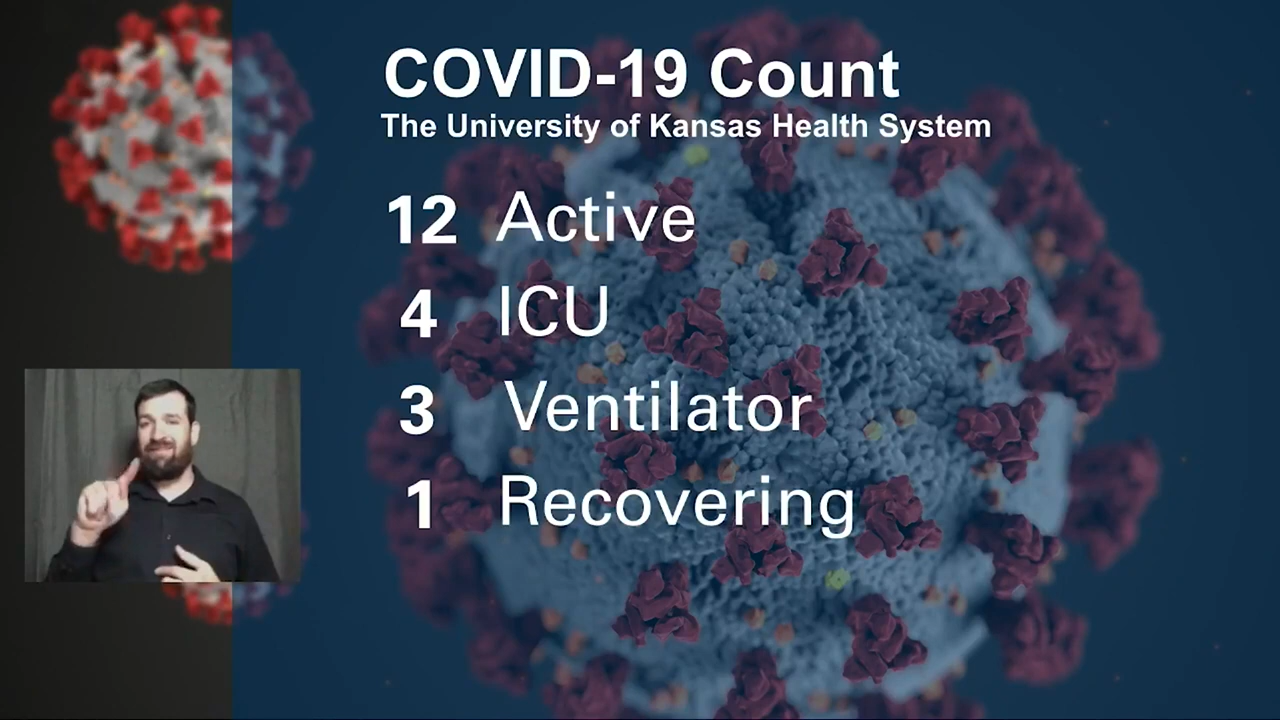 COVID-19 Count
The University of Kansas Health System
12 Active
4 ICU
3 Ventilator
1 Recovering